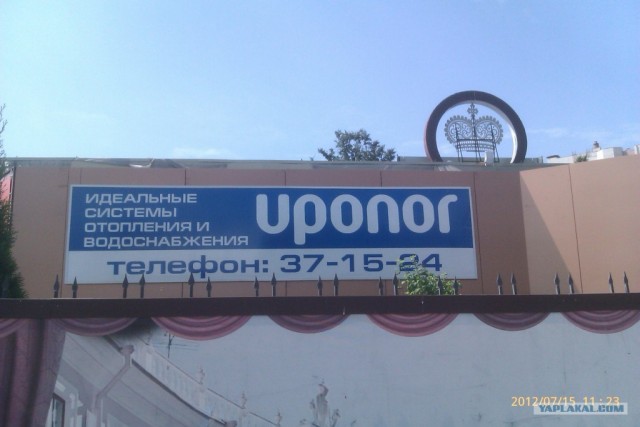 ИДЕАЛЬНЫЕ
СИСТЕМЫ
ОТОПЛЕНИЯ И
ВОДОСНАБЖЕНИЯ
uponor
телефон: 37-15-24
2012/07/15 11:23
YAPLAKAL.COM